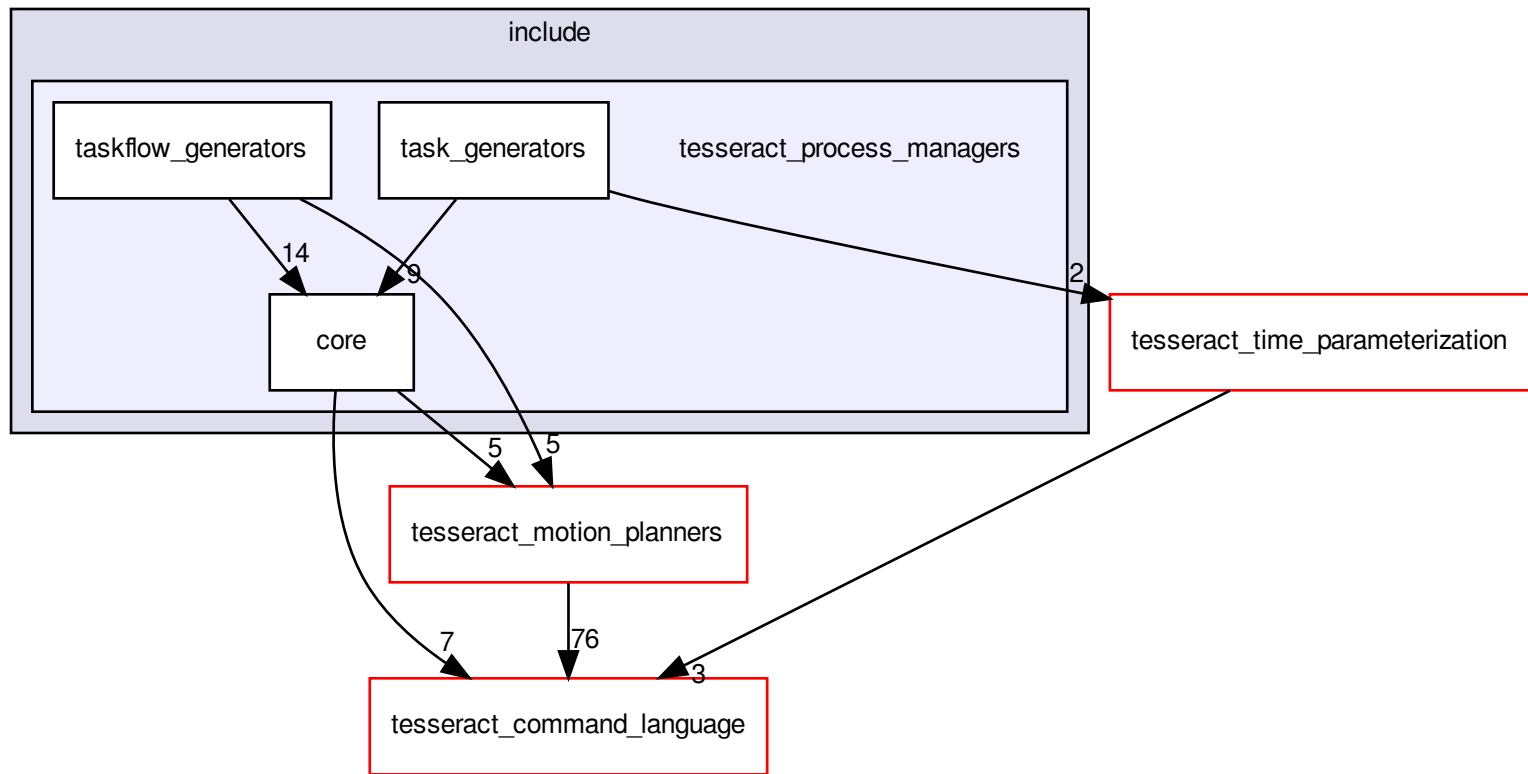 include
taskflow_generators
task_generators
tesseract_process_managers
14
9
2
core
tesseract_time_parameterization
5
5
tesseract_motion_planners
7
76
3
tesseract_command_language